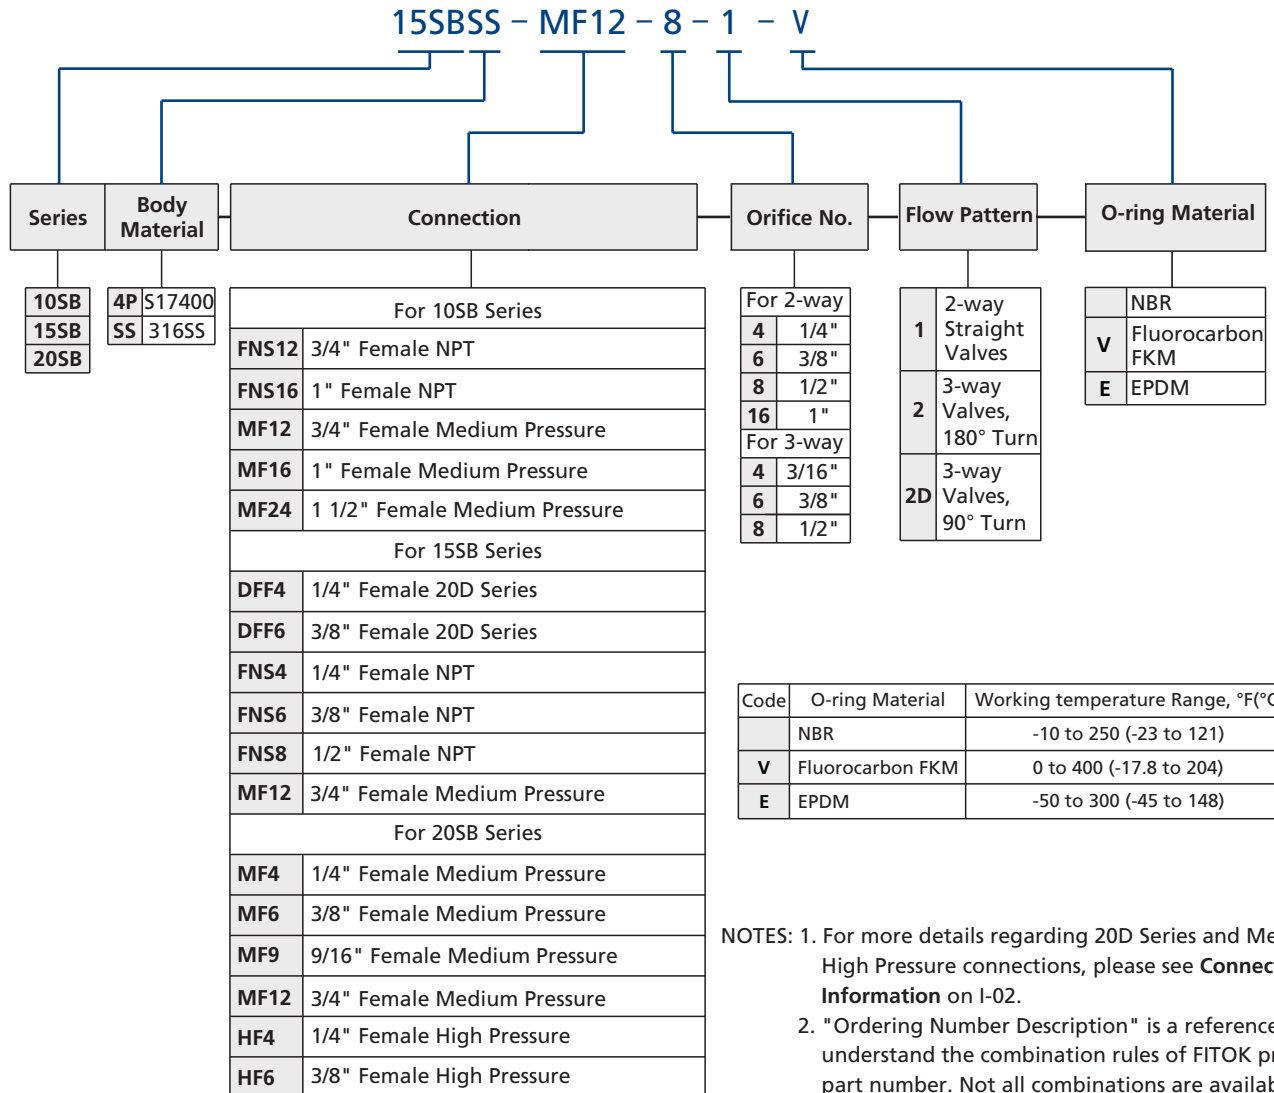 15SBSS – MF12 – 8 – 1 – V
Series
Body
Material
Connection
Orifice No.
Flow Pattern
O-ring Material
10SB
15SB
20SB
4P S17400
SS 316SS
For 10SB Series
FNS12 3/4" Female NPT
FNS16 1" Female NPT
MF12 3/4" Female Medium Pressure
MF16 1" Female Medium Pressure
MF24 1 1/2" Female Medium Pressure
For 15SB Series
DFF4 1/4" Female 20D Series
DFF6 3/8" Female 20D Series
FNS4 1/4" Female NPT
FNS6 3/8" Female NPT
FNS8 1/2" Female NPT
MF12 3/4" Female Medium Pressure
For 20SB Series
MF4 1/4" Female Medium Pressure
MF6 3/8" Female Medium Pressure
MF9 9/16" Female Medium Pressure
MF12 3/4" Female Medium Pressure
HF4 1/4" Female High Pressure
HF6 3/8" Female High Pressure
For 2-way
4 1/4"
6 3/8"
8 1/2"
16 1"
For 3-way
4 3/16"
6 3/8"
8 1/2"
1 2-way
Straight
Valves
2 3-way
Valves,
180° Turn
2D 3-way
Valves,
90° Turn
NBR
V Fluorocarbon
FKM
E EPDM
Code O-ring Material Working temperature Range, °F(°C
NBR -10 to 250 (-23 to 121)
V Fluorocarbon FKM 0 to 400 (-17.8 to 204)
E EPDM -50 to 300 (-45 to 148)
NOTES: 1. For more details regarding 20D Series and Me
High Pressure connections, please see Connec
Information on I-02.
2. "Ordering Number Description" is a reference
understand the combination rules of FITOK pr
part number. Not all combinations are availab